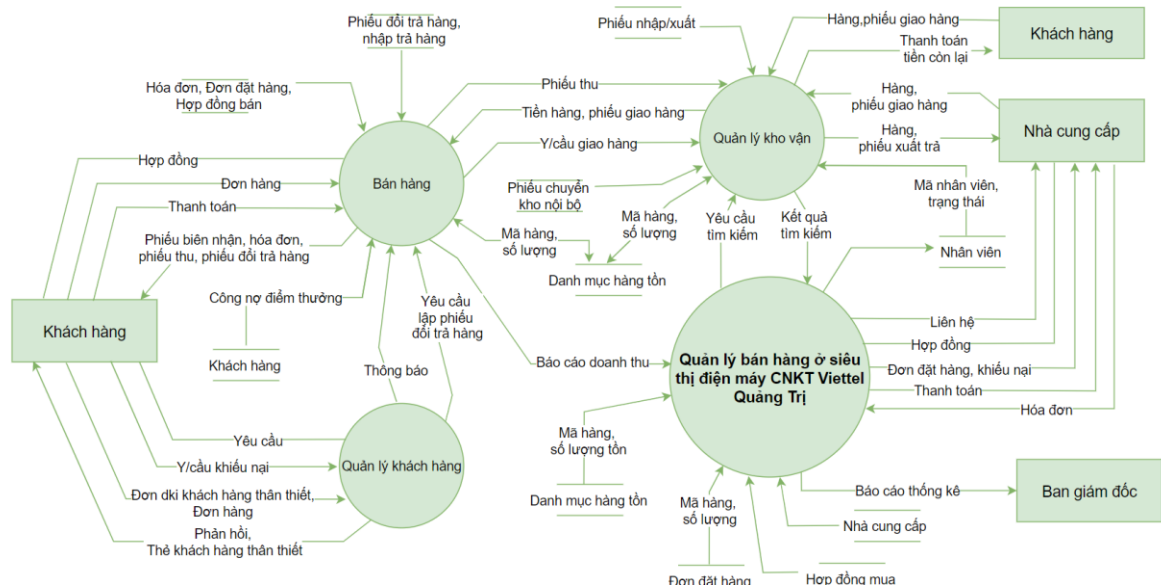 Phiếu đổi trả hàng,
nhập trả hàng
Phiếu nhập/xuất
Hàng,phiếu giao hàng
Khách hàng
Thanh toán
tiền còn lại
Hóa đơn, Đơn đặt hàng,
Hợp đồng bán
Phiếu thu
Hàng,
phiếu giao hàng
Tiền hàng, phiếu giao hàng
Nhà cung cấp
Quản lý kho vận
Hàng,
phiếu xuất trả
Y/cầu giao hàng
Hợp đồng
Bán hàng
Đơn hàng
Phiếu chuyển
kho nội bộ
Mã nhân viên,
trạng thái
Thanh toán
Mã hàng,
số lượng
Yêu cầu
tìm kiếm
Kết quả
tìm kiếm
Phiếu biên nhận, hóa đơn,
phiếu thu, phiếu đổi trả hàng
Mã hàng,
số lượng
Nhân viên
Danh mục hàng tồn
Công nợ điểm thưởng
Yêu cầu
lập phiếu
đổi trả hàng
Khách hàng
Liên hệ
Hợp đồng
Khách hàng
Thông báo
Báo cáo doanh thu
Quản lý bán hàng ở siêu
thị điện máy CNKT Viettel
Quảng Trị
Đơn đặt hàng, khiếu nại
Thanh toán
Hóa đơn
Yêu cầu
Mã hàng,
số lượng tồn
Y/cầu khiếu nại
Quản lý khách hàng
Đơn dki khách hàng thân thiết,
Đơn hàng
Danh mục hàng tồn
Mã hàng,
số lượng
Báo cáo thống kê
Ban giám đốc
Nhà cung cấp
Phản hồi,
Thẻ khách hàng thân thiết
Đơn đặt hàng
Hợp đồng mua